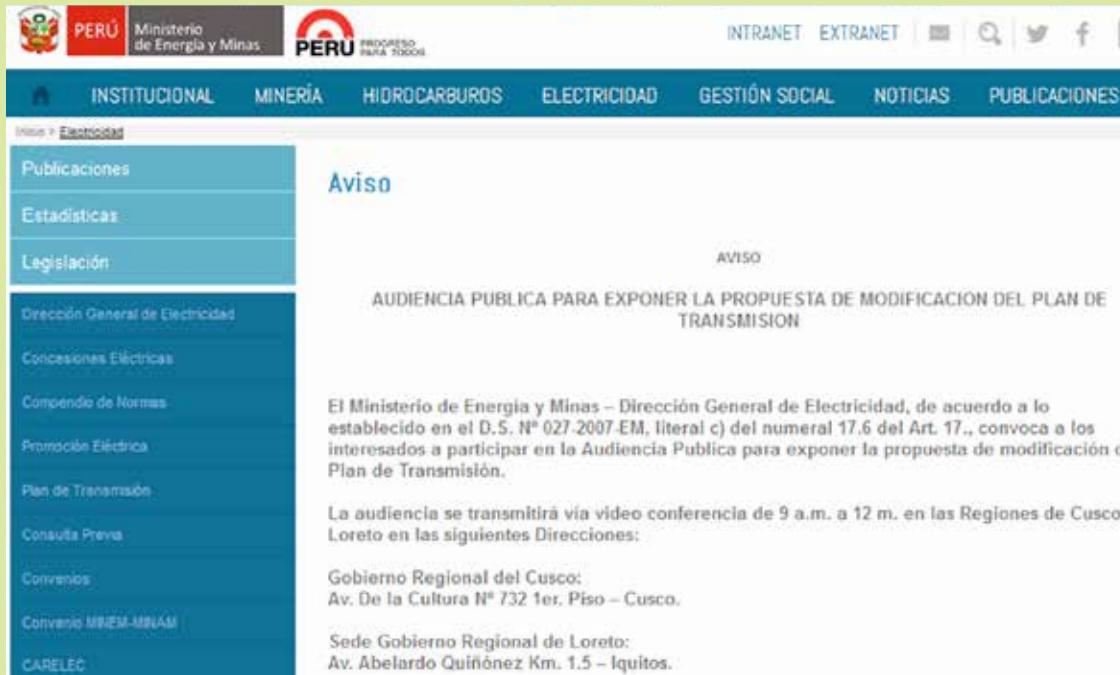 PERÚ
Ministerio
de Energía y Minas
PERÚ PROGRESO
PARA TODOS
INTRANET EXTRANET
INSTITUCIONAL MINERÍA HIDROCARBUROS ELECTRICIDAD GESTIÓN SOCIAL NOTICIAS PUBLICACIONES
Inicio > Electricidad
Publicaciones
Estadísticas
Legislación
Dirección General de Electricidad
Concesiones Eléctricas
Compendio de Normas
Promoción Eléctrica
Plan de Transmisión
Consulta Previa
Convenios
Convenio MINEM-MINAM
CARELEC
Aviso
AVISO
AUDIENCIA PUBLICA PARA EXPONER LA PROPUESTA DE MODIFICACION DEL PLAN DE
TRANSMISION
El Ministerio de Energía y Minas – Dirección General de Electricidad, de acuerdo a lo
establecido en el D.S. Nº 027-2007-EM, literal c) del numeral 17.6 del Art. 17., convoca a los
interesados a participar en la Audiencia Publica para exponer la propuesta de modificación
Plan de Transmisión.
La audiencia se transmitirá vía video conferencia de 9 a.m. a 12 m. en las Regiones de Cusco
Loreto en las siguientes Direcciones:
Gobierno Regional del Cusco:
Av. De la Cultura Nº 732 1er. Piso – Cusco.
Sede Gobierno Regional de Loreto:
Av. Abelardo Quiñónez Km. 1.5 – Iquitos.